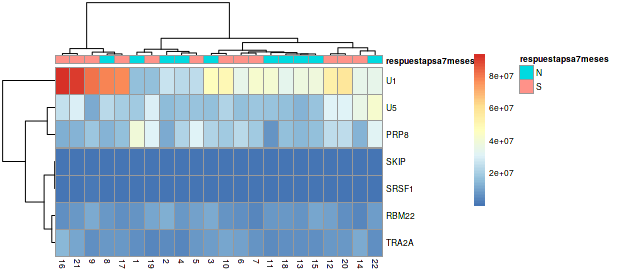 respuestapsa7meses
respuestapsa7meses
N
S
8e+07
6e+07
4e+07
2e+07
U1
U5
PRP8
SKIP
SRSF1
RBM22
TRA2A
16 21 9 8 17 1 19 2 4 5 3 10 6 7 11 18 13 15 12 20 14 22